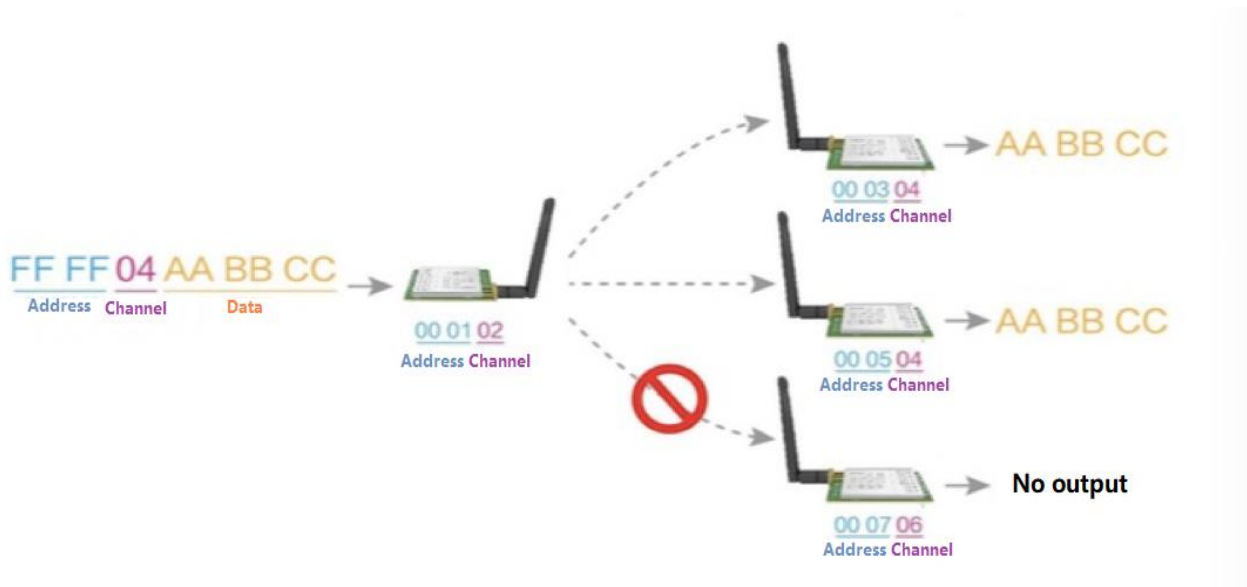 FF FF 04 AA BB CC
Address Channel Data
00 01 02
Address Channel
00 03 04
Address Channel
AA BB CC
00 05 04
Address Channel
AA BB CC
00 07 06
Address Channel
No output